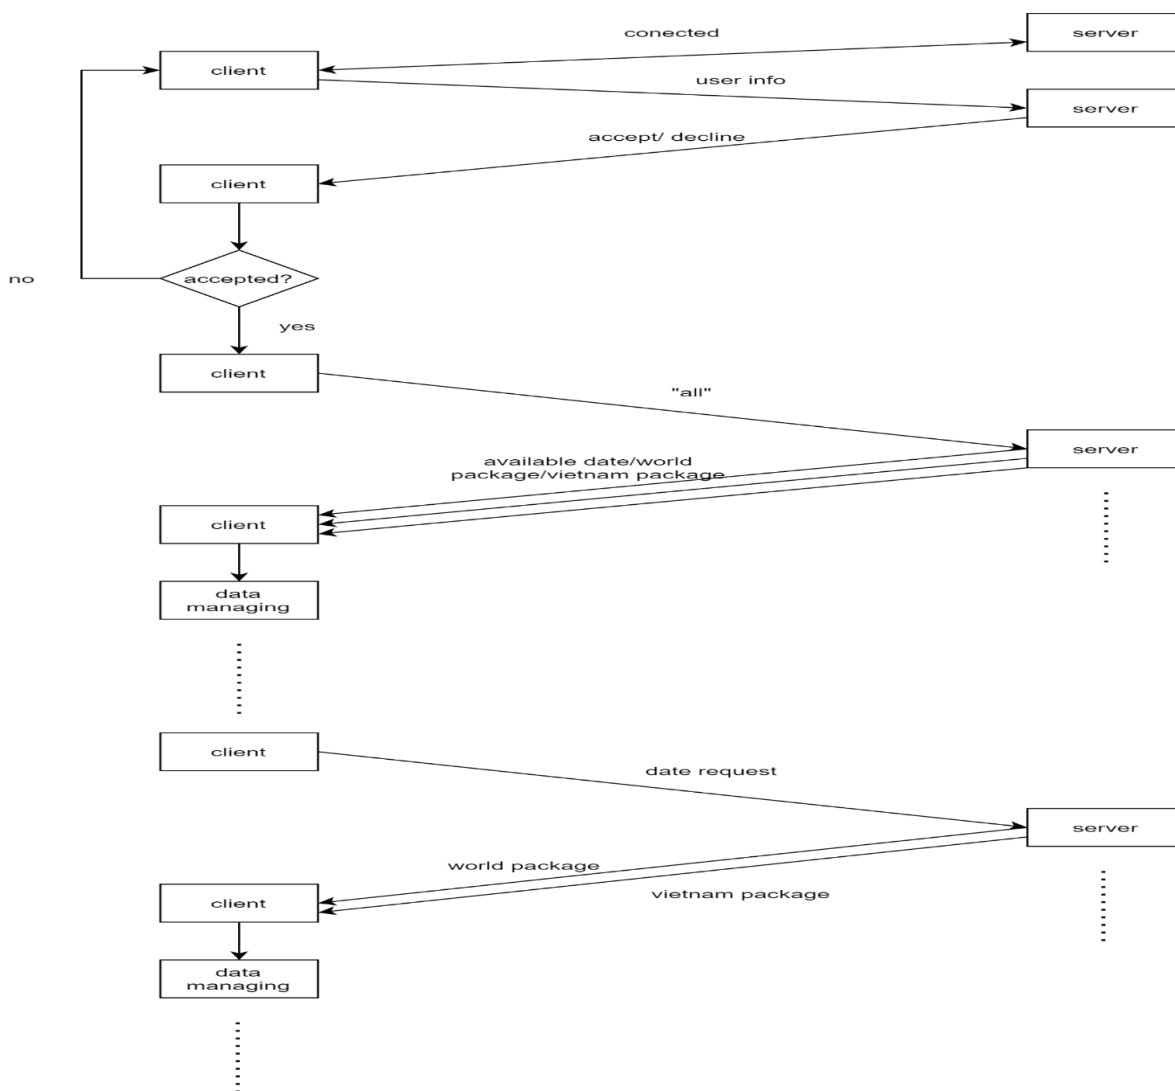 conected
server
client
user info
server
accept/ decline
client
no
accepted?
yes
client
"all"
server
available date/world
package/vietnam package
client
data
managing
client
date request
server
world package
vietnam package
client
data
managing